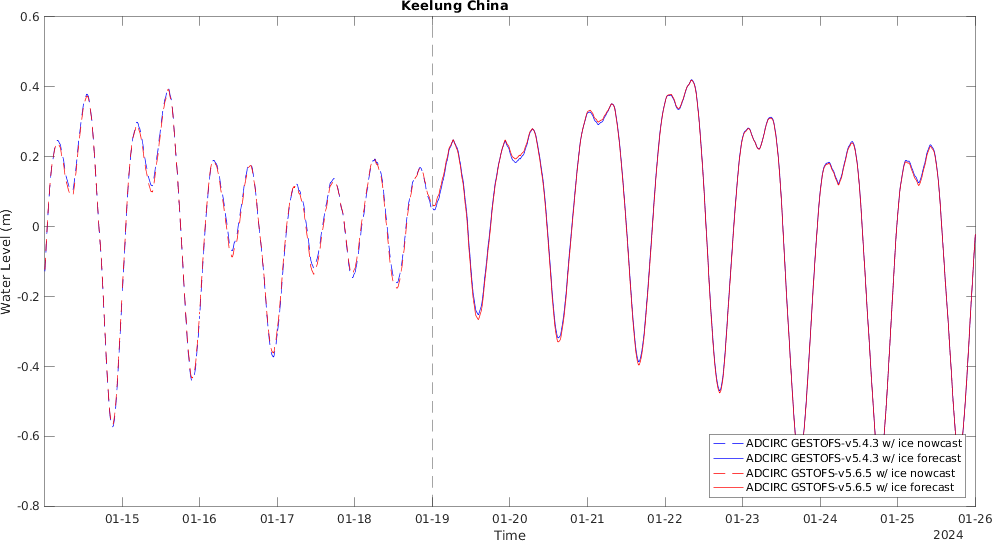 Keelung China
0.6
0.4
0.2
0
-0.2
-0.4
-0.6
-0.8
Water Level (m)
01-15 01-16 01-17 01-18 01-19 01-20 01-21 01-22 01-23 01-24 01-25 01-26
Time
2024
ADCIRC GESTOFS-v5.4.3 w/ ice nowcast
ADCIRC GESTOFS-v5.4.3 w/ ice forecast
ADCIRC GSTOFS-v5.6.5 w/ ice nowcast
ADCIRC GSTOFS-v5.6.5 w/ ice forecast